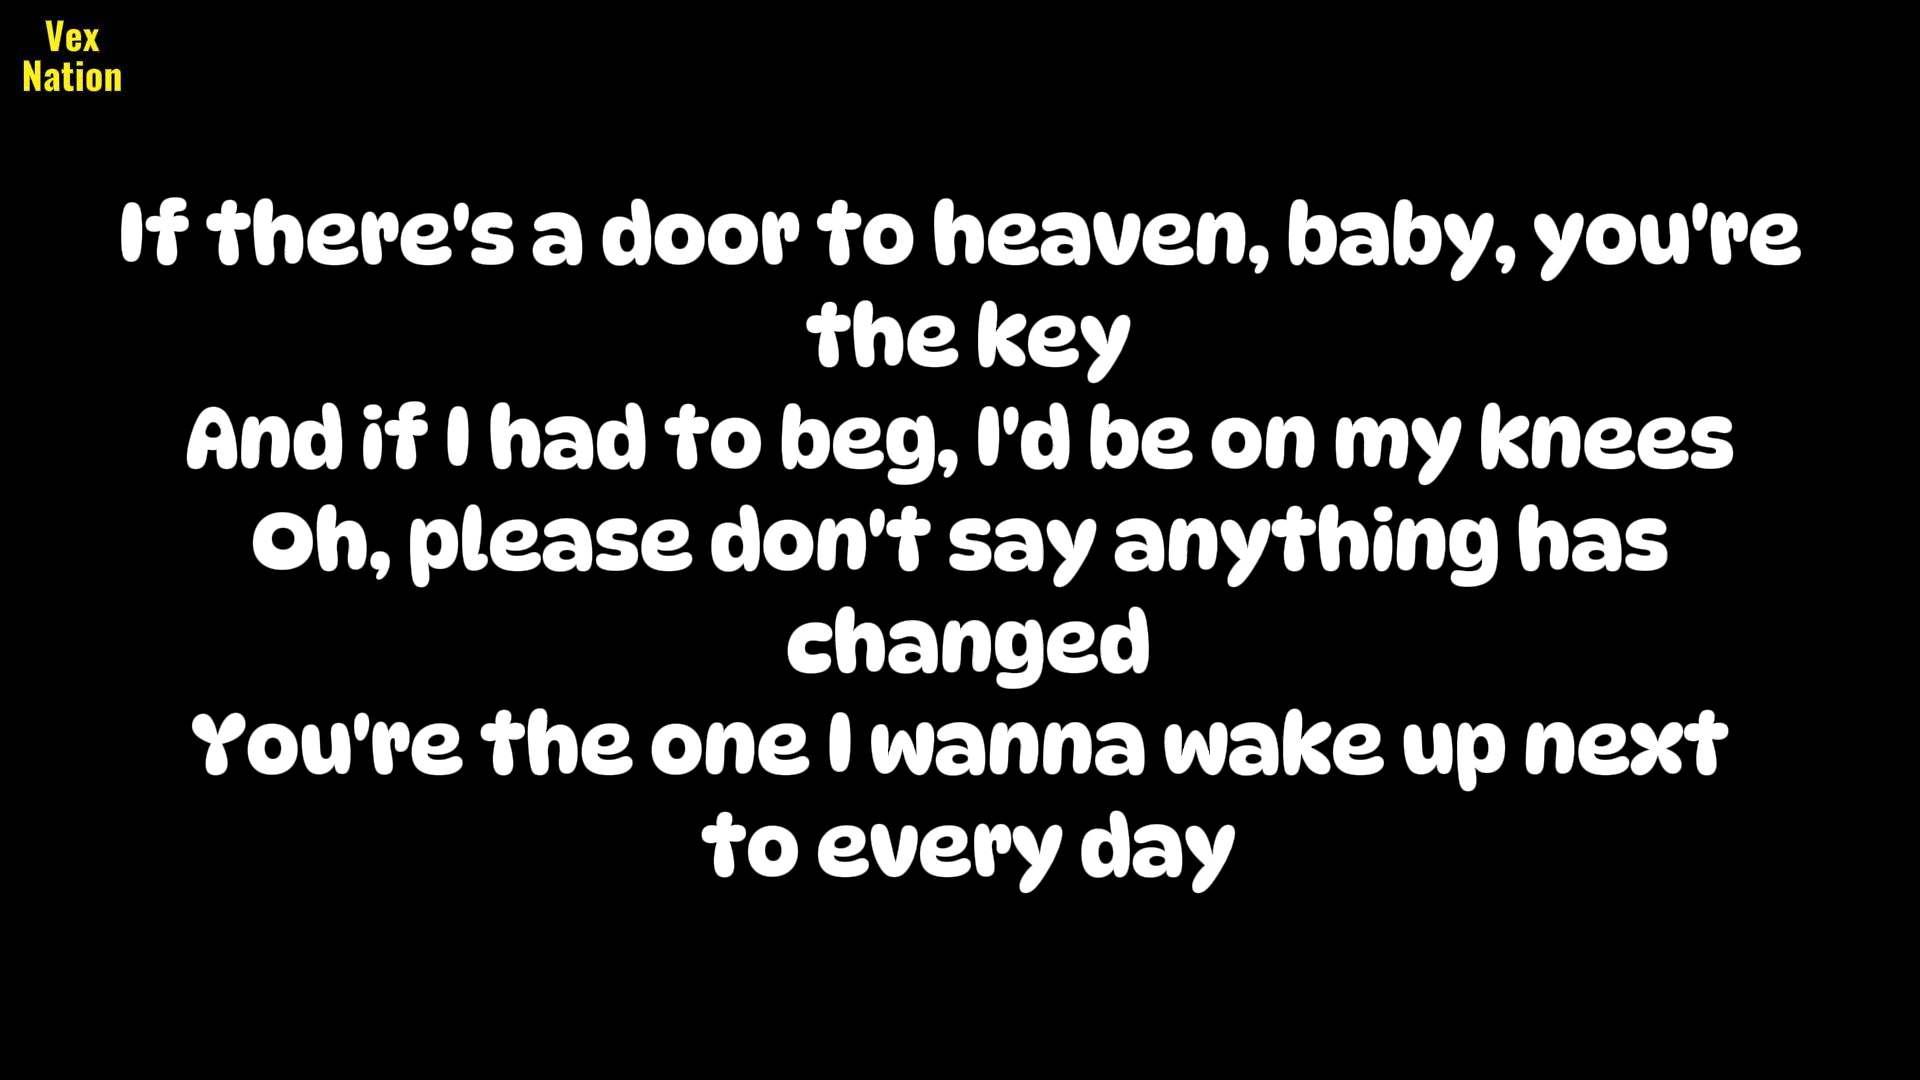 Vex
Nation
If there's a door to heaven, baby, you're
the key
And if I had to beg, I'd be on my knees
Oh, please don't say anything has
changed
You're the one I wanna wake up next
to every day